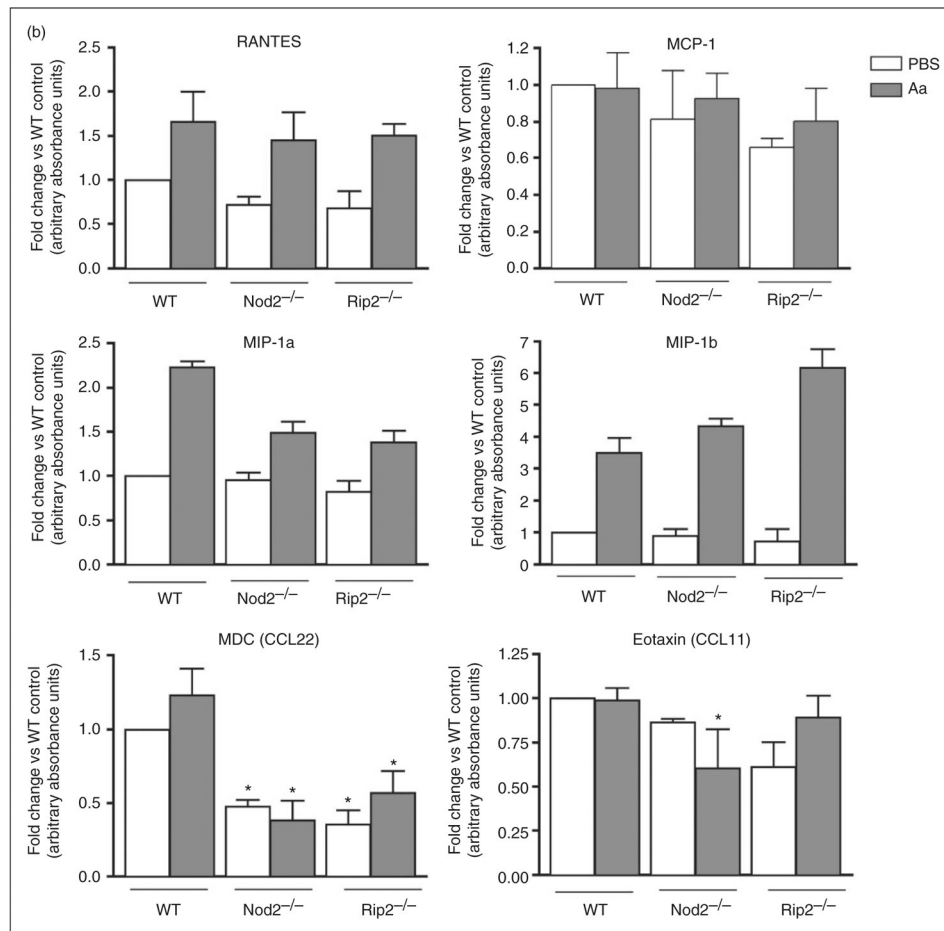 (b)
RANTES
Fold change vs WT control
(arbitrary absorbance units)
2.5
2.0
1.5
1.0
0.5
0.0
WT
Nod2−/−
Rip2−/−
MCP-1
Fold change vs WT control
(arbitrary absorbance units)
1.2
1.0
0.8
0.6
0.4
0.2
0.0
WT
Nod2−/−
Rip2−/−
PBS
Aa
MIP-1a
Fold change vs WT control
(arbitrary absorbance units)
2.5
2.0
1.5
1.0
0.5
0.0
WT
Nod2−/−
Rip2−/−
MIP-1b
Fold change vs WT control
(arbitrary absorbance units)
7
6
5
4
3
2
1
0
WT
Nod2−/−
Rip2−/−
MDC (CCL22)
Fold change vs WT control
(arbitrary absorbance units)
1.5
1.0
0.5
0.0
* * * *
WT
Nod2−/−
Rip2−/−
Eotaxin (CCL11)
Fold change vs WT control
(arbitrary absorbance units)
1.25
1.00
0.75
0.50
0.25
0.00
*
WT
Nod2−/−
Rip2−/−